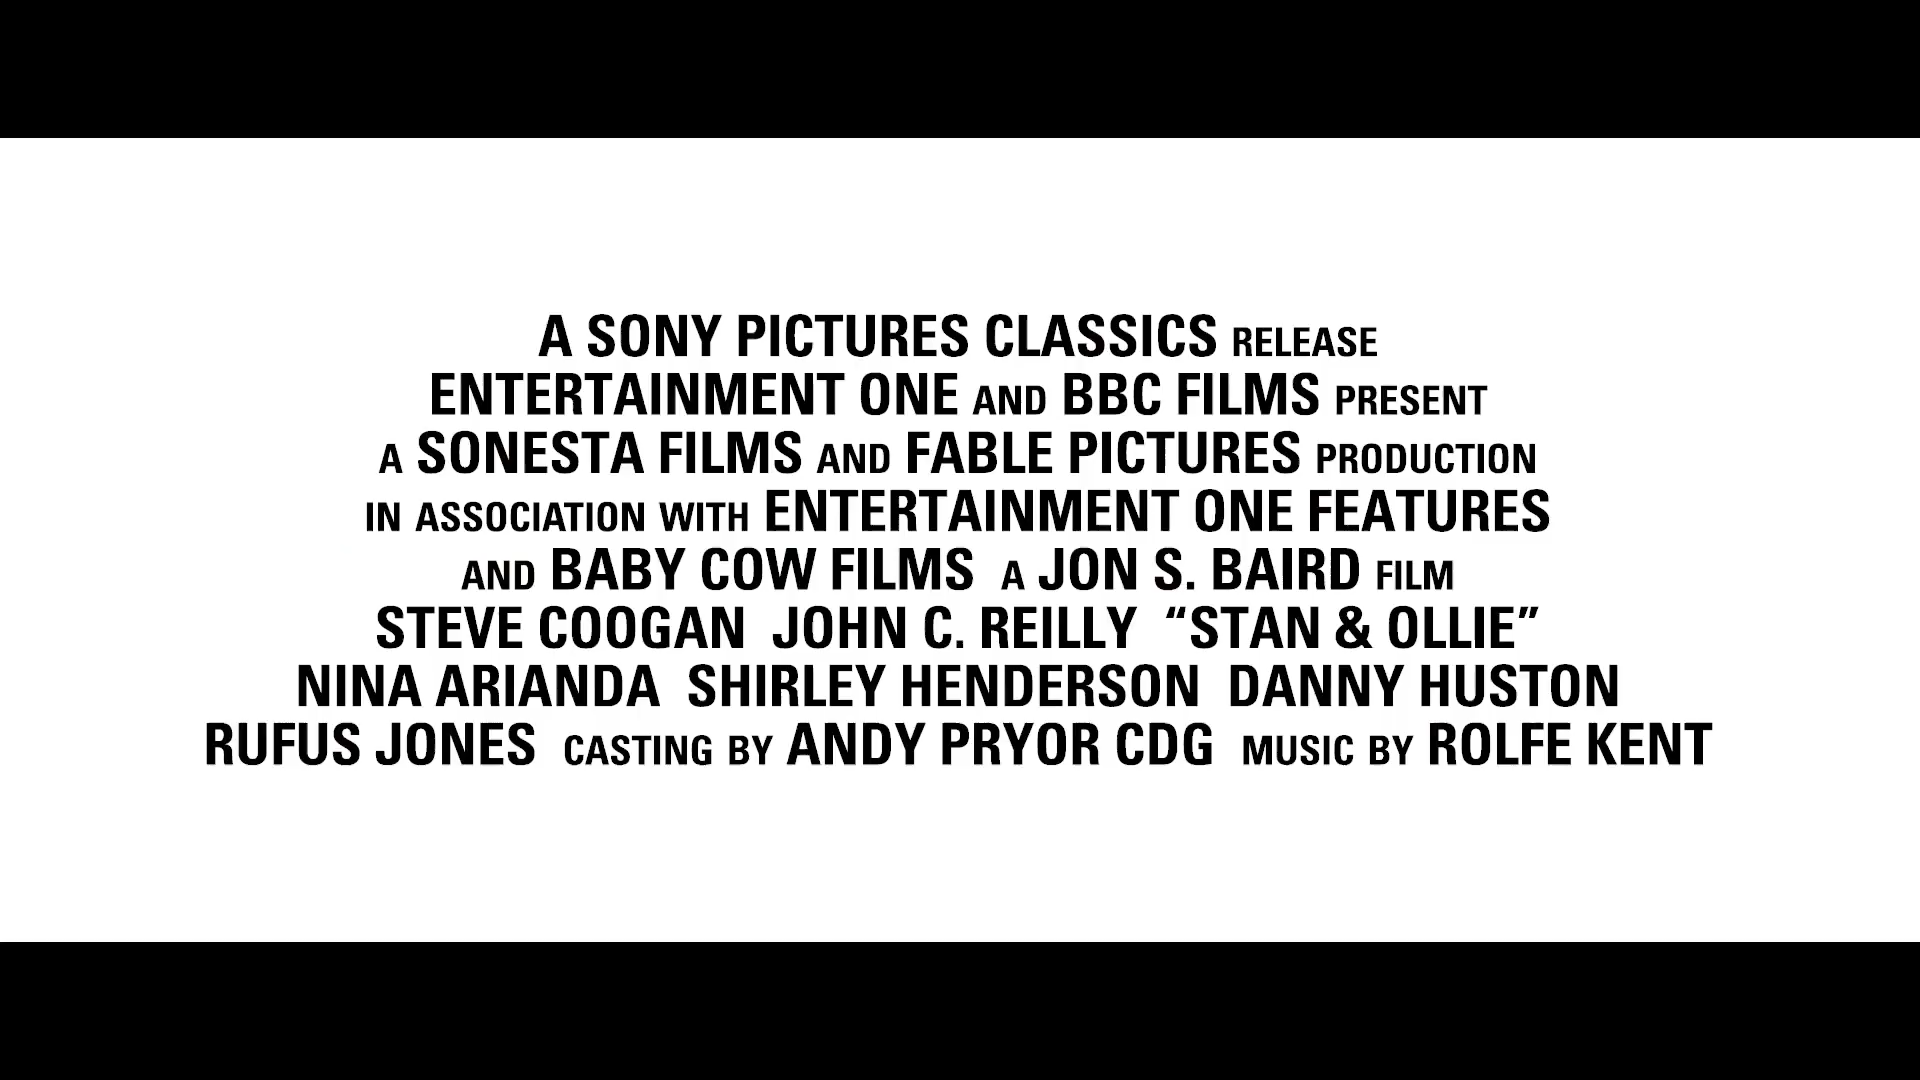 A SONY PICTURES CLASSICS RELEASE
ENTERTAINMENT ONE AND BBC FILMS PRESENT
A SONESTA FILMS AND FABLE PICTURES PRODUCTION
IN ASSOCIATION WITH ENTERTAINMENT ONE FEATURES
AND BABY COW FILMS A JON S. BAIRD FILM
STEVE COOGAN JOHN C. REILLY “STAN & OLLIE”
NINA ARIANDA SHIRLEY HENDERSON DANNY HUSTON
RUFUS JONES CASTING BY ANDY PRYOR CDG MUSIC BY ROLFE KENT